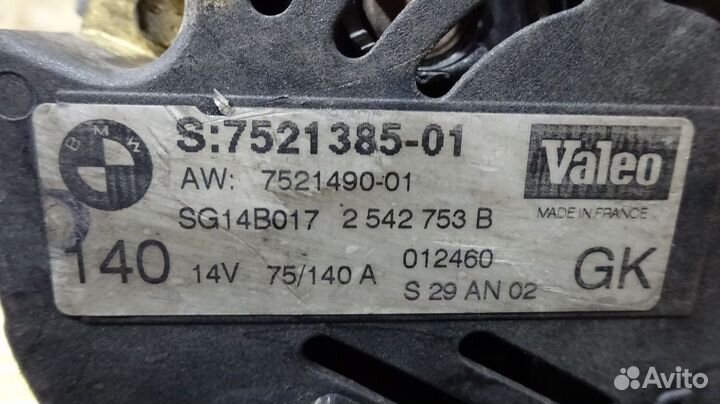 BMW
S:7521385-01
AW: 7521490-01
SG14B017 2 542 753 B
140 14V 75/140 A
012460
S 29 AN 02
Valeo
MADE IN FRANCE
GK
Avito